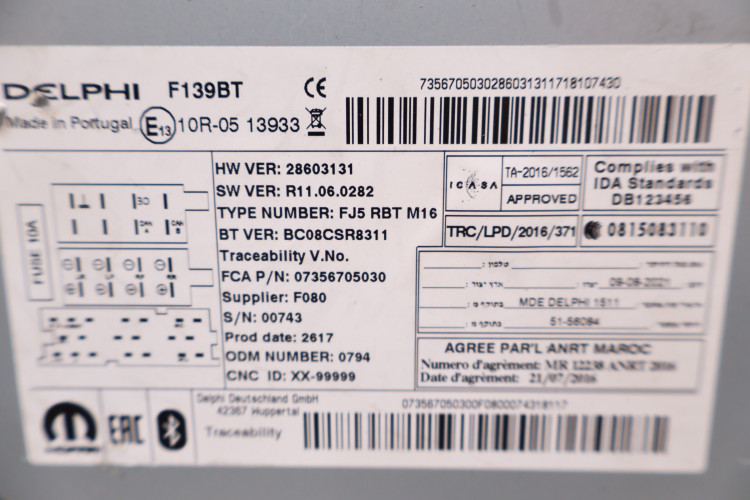 DELPHI F139BT CE
Made in Portugal E13 10R-05 13933
7356705030286031311718107430
FUSE 10A
HW VER: 28603131
SW VER: R11.06.0282
TYPE NUMBER: FJ5 RBT M16
BT VER: BC08CSR8311
Traceability V.No.
FCA P/N: 07356705030
Supplier: F080
S/N: 00743
Prod date: 2617
ODM NUMBER: 0794
CNC ID: XX-99999
ICASA
TA-2016/1562
APPROVED
Complies with
IDA Standards
DB123456
TRC/LPD/2016/371
0815083110
MDE DELPHI 1511
51-56084
AGREE PAR'L ANRT MAROC
Numero d'agrément: MR 12238 ANRT 2016
Date d'agrément: 21/07/2016
EAC
Delphi Deutschland GmbH
42367 Wuppertal
Traceability
073567050300F0800074318117